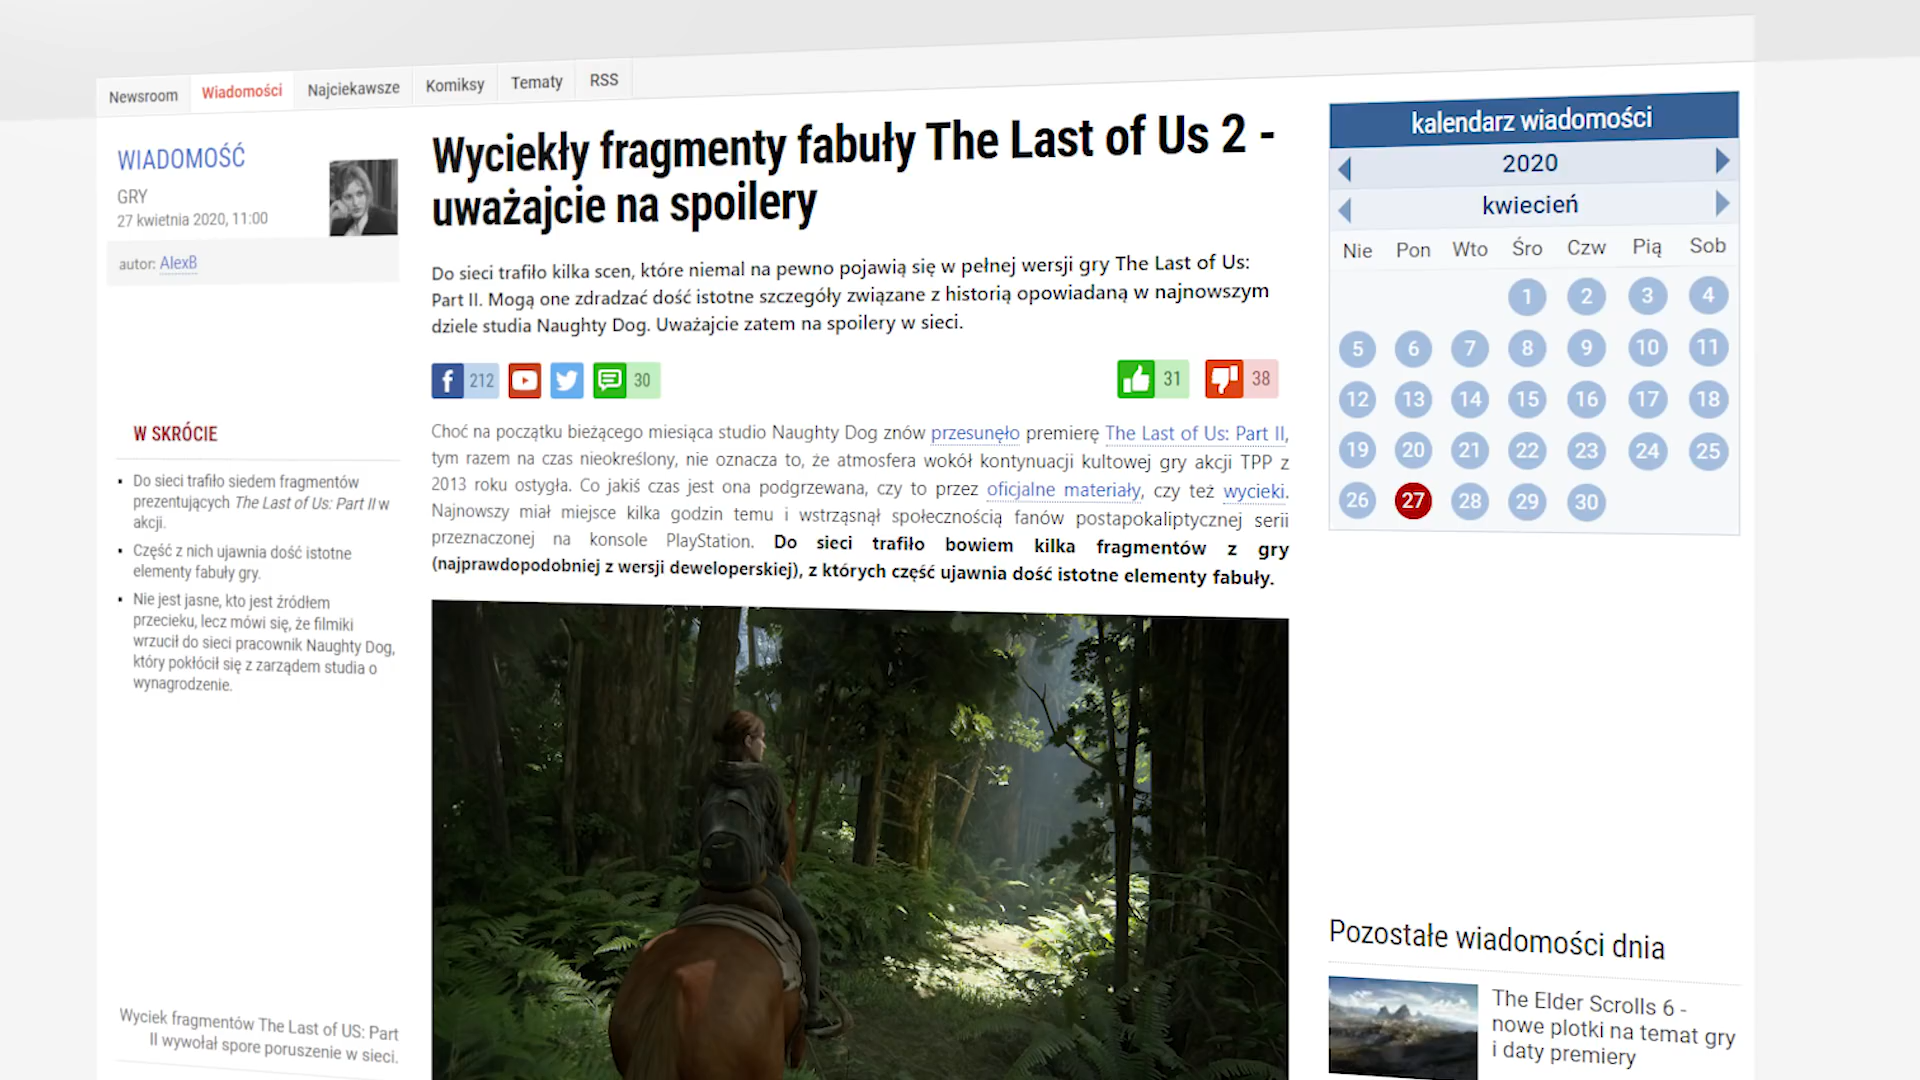 Newsroom Wiadomości Najciekawsze Komiksy Tematy RSS
WIADOMOŚĆ
GRY
27 kwietnia 2020, 11:00
autor: AlexB
W SKRÓCIE
Do sieci trafiło siedem fragmentów
prezentujących The Last of Us: Part II w
akcji.
Część z nich ujawnia dość istotne
elementy fabuły gry.
Nie jest jasne, kto jest źródłem
przecieku, lecz mówi się, że filmiki
wrzucił do sieci pracownik Naughty Dog,
który pokłócił się z zarządem studia o
wynagrodzenie.
Wyciek fragmentów The Last of US: Part
II wywołał spore poruszenie w sieci.
Wyciekły fragmenty fabuły The Last of Us 2 -
uważajcie na spoilery
Do sieci trafiło kilka scen, które niemal na pewno pojawią się w pełnej wersji gry The Last of Us:
Part II. Mogą one zdradzać dość istotne szczegóły związane z historią opowiadaną w najnowszym
dziele studia Naughty Dog. Uważajcie zatem na spoilery w sieci.
212 30 31 38
Choć na początku bieżącego miesiąca studio Naughty Dog znów przesunęło premierę The Last of Us: Part II,
tym razem na czas nieokreślony, nie oznacza to, że atmosfera wokół kontynuacji kultowej gry akcji TPP z
2013 roku ostygła. Co jakiś czas jest ona podgrzewana, czy to przez oficjalne materiały, czy też wycieki.
Najnowszy miał miejsce kilka godzin temu i wstrząsnął społecznością fanów postapokaliptycznej serii
przeznaczonej na konsole PlayStation. Do sieci trafiło bowiem kilka fragmentów z gry
(najprawdopodobniej z wersji deweloperskiej), z których część ujawnia dość istotne elementy fabuły.
kalendarz wiadomości
2020
kwiecień
Nie Pon Wto Śro Czw Pią Sob
1 2 3 4
5 6 7 8 9 10 11
12 13 14 15 16 17 18
19 20 21 22 23 24 25
26 27 28 29 30
Pozostałe wiadomości dnia
The Elder Scrolls 6 -
nowe plotki na temat gry
i daty premiery